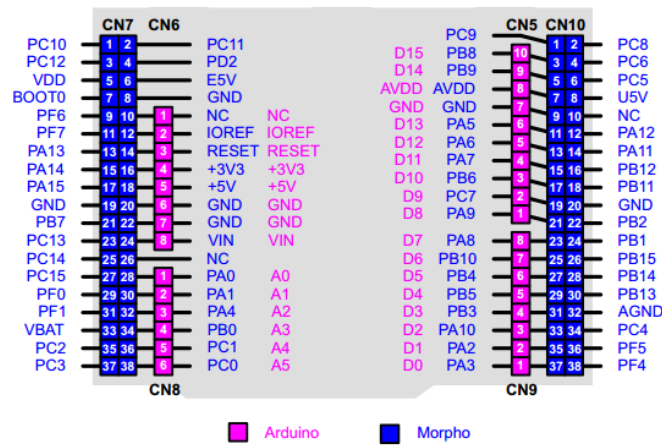 CN7 CN6 CN5 CN10
PC9
PC10 1 2 PC11 1 2 PC8
PC12 3 4 PD2 D15 PB8 10 3 4 PC6
VDD 5 6 E5V D14 PB9 9 5 6 PC5
BOOT0 7 8 GND AVDD AVDD 8 7 8 U5V
PF6 9 10 1 NC NC GND GND 7 9 10 NC
PF7 11 12 2 IOREF IOREF D13 PA5 6 11 12 PA12
PA13 13 14 3 RESET RESET D12 PA6 5 13 14 PA11
PA14 15 16 4 +3V3 +3V3 D11 PA7 4 15 16 PB12
PA15 17 18 5 +5V +5V D10 PB6 3 17 18 PB11
GND 19 20 6 GND GND D9 PC7 2 19 20 GND
PB7 21 22 7 GND GND D8 PA9 1 21 22 PB2
PC13 23 24 8 VIN VIN D7 PA8 8 23 24 PB1
PC14 25 26 NC D6 PB10 7 25 26 PB15
PC15 27 28 1 PA0 A0 D5 PB4 6 27 28 PB14
PF0 29 30 2 PA1 A1 D4 PB5 5 29 30 PB13
PF1 31 32 3 PA4 A2 D3 PB3 4 31 32 AGND
VBAT 33 34 4 PB0 A3 D2 PA10 3 33 34 PC4
PC2 35 36 5 PC1 A4 D1 PA2 2 35 36 PF5
PC3 37 38 6 PC0 A5 D0 PA3 1 37 38 PF4
CN8 CN9
Arduino Morpho